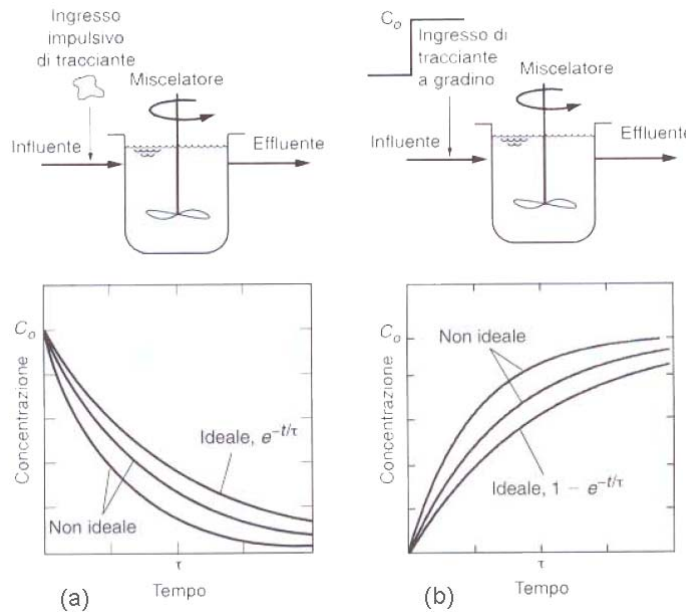 Ingresso
impulsivo
di tracciante
Miscelatore
Influente
Effluente
C₀
Concentrazione
Ideale, e^{-t/τ}
Non ideale
τ
(a)
Tempo
C₀
Ingresso di
tracciante
a gradino
Miscelatore
Influente
Effluente
C₀
Concentrazione
Non ideale
Ideale, 1 − e^{-t/τ}
τ
(b)
Tempo